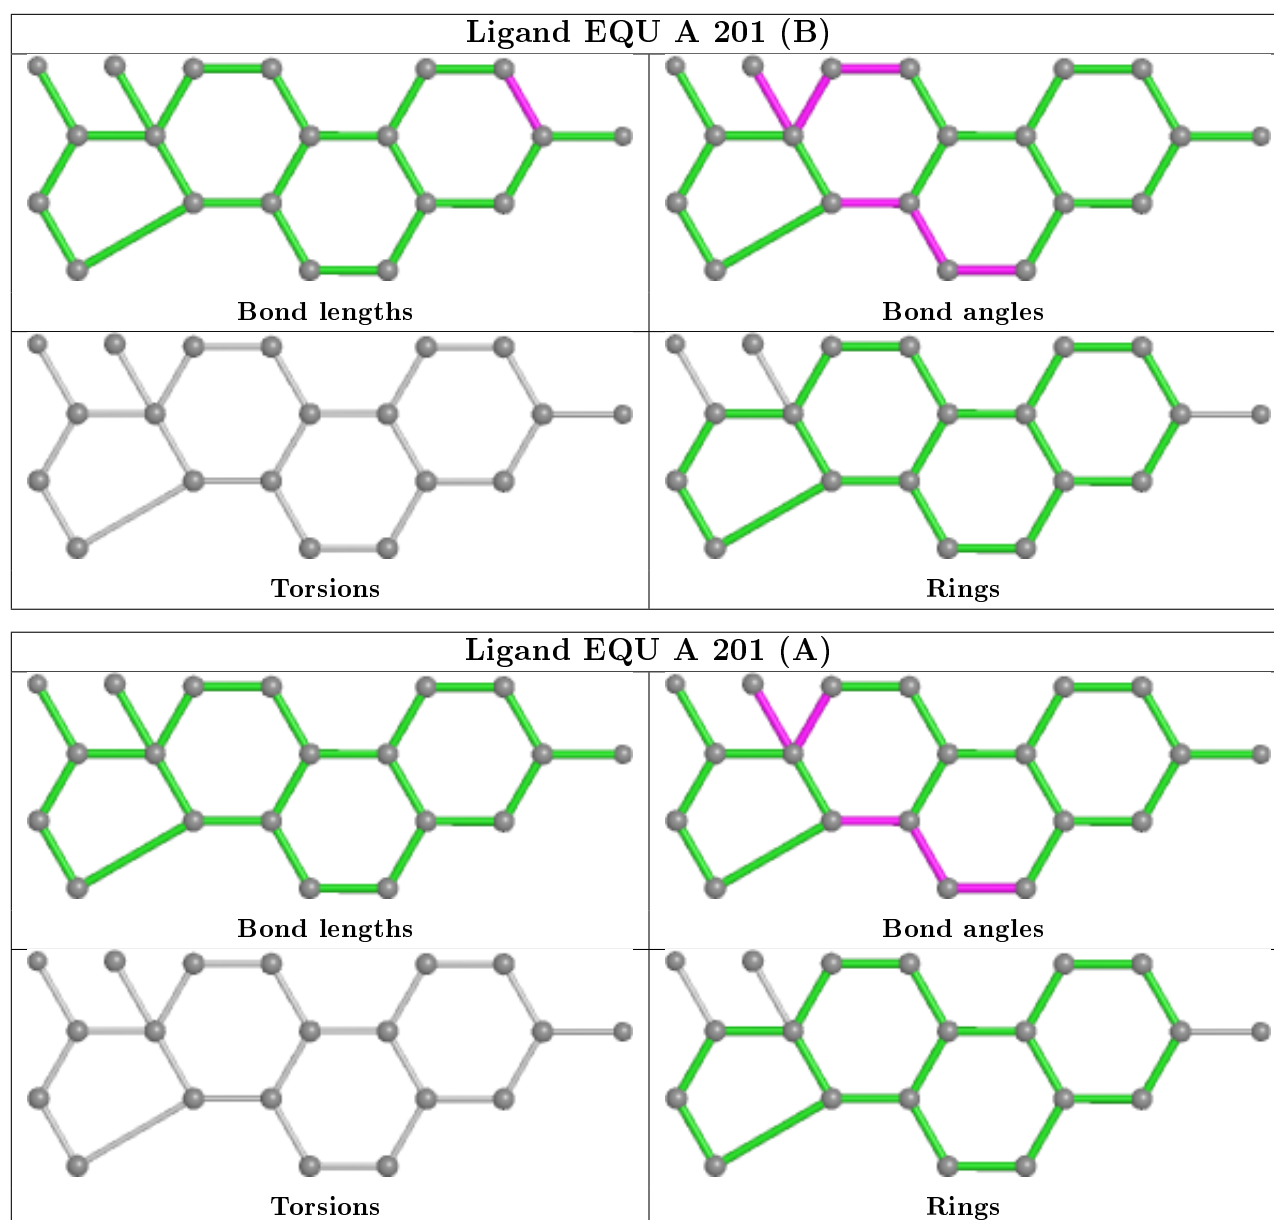 Ligand EQU A 201 (B)
Bond lengths
Bond angles
Torsions
Rings
Ligand EQU A 201 (A)
Bond lengths
Bond angles
Torsions
Rings